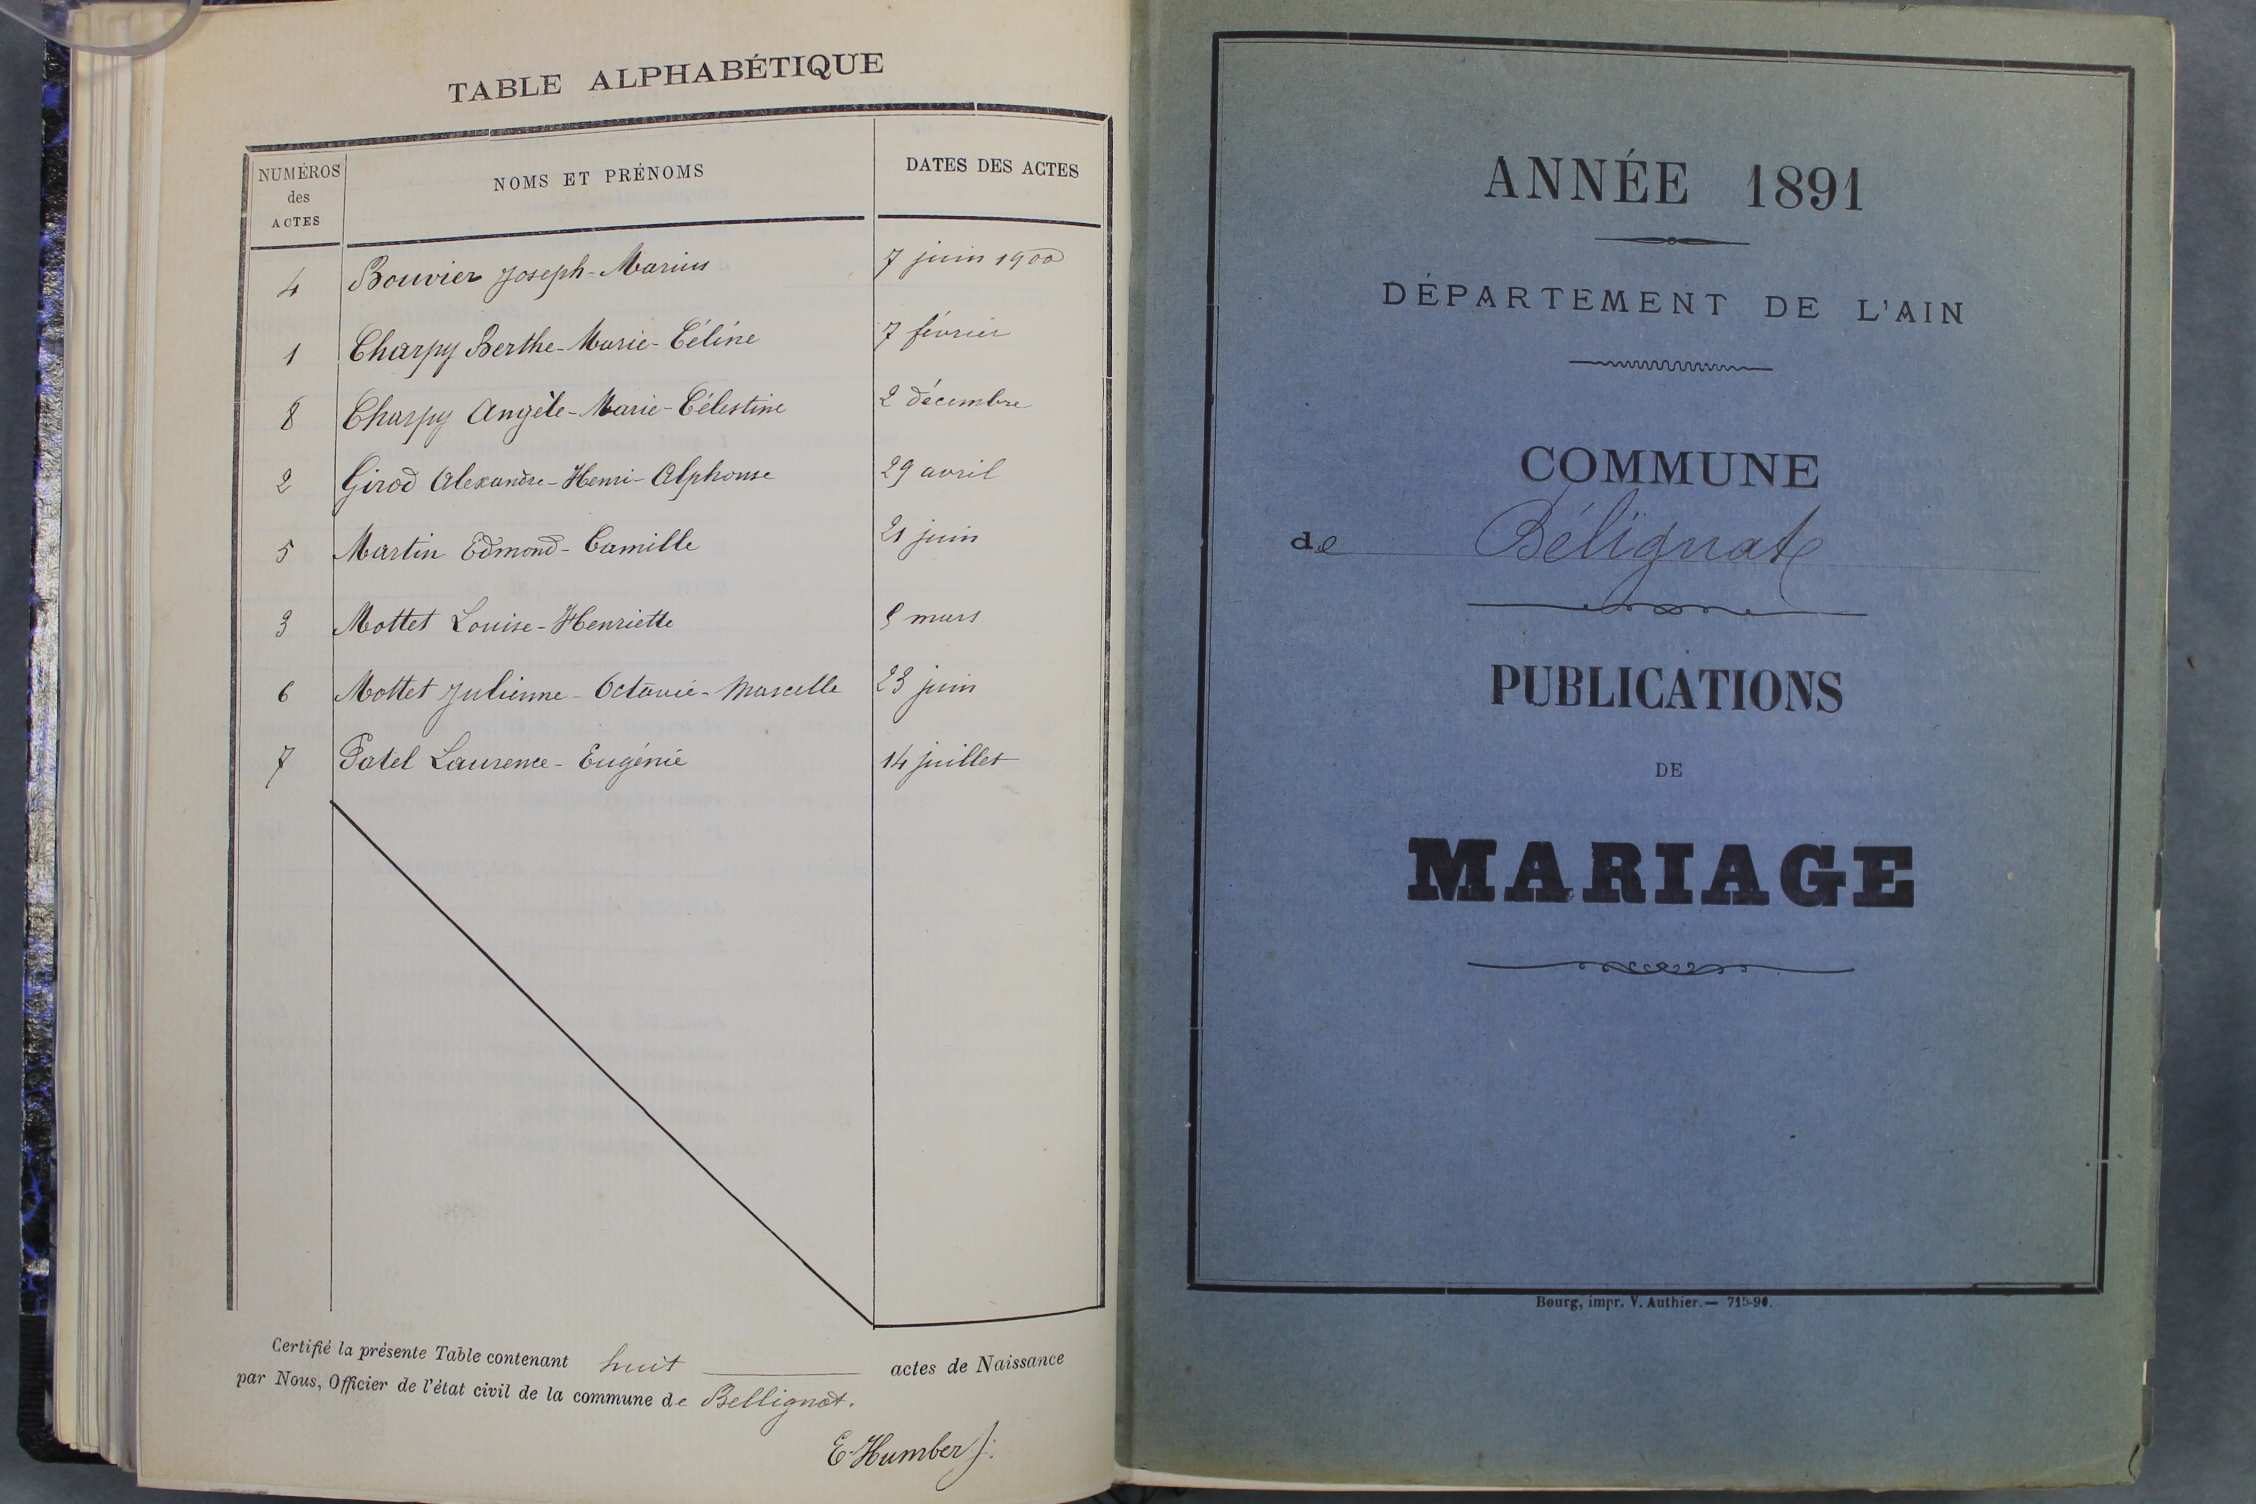 TABLE ALPHABÉTIQUE
NUMÉROS des ACTES
NOMS ET PRÉNOMS
DATES DES ACTES
4 Bouvier Joseph-Marius 7 juin 1900
1 Charpy Berthe-Marie-Céline 7 février
8 Charpy Angèle-Marie-Célestine 2 décembre
2 Girod Alexandre-Henri-Alphonse 29 avril
5 Martin Edmond-Camille 21 juin
3 Mottet Louise-Henriette mars
6 Mottet Julienne-Octavie-Marcelle 23 juin
7 Patel Laurence-Eugénie 14 juillet
Certifié la présente Table contenant huit actes de Naissance
par Nous, Officier de l'état civil de la commune de Bellignat.
E. Humbert
ANNÉE 1891
DÉPARTEMENT DE L'AIN
COMMUNE
de Bélignat
PUBLICATIONS
DE
MARIAGE
Bourg, impr. V. Authier.— 715-90.